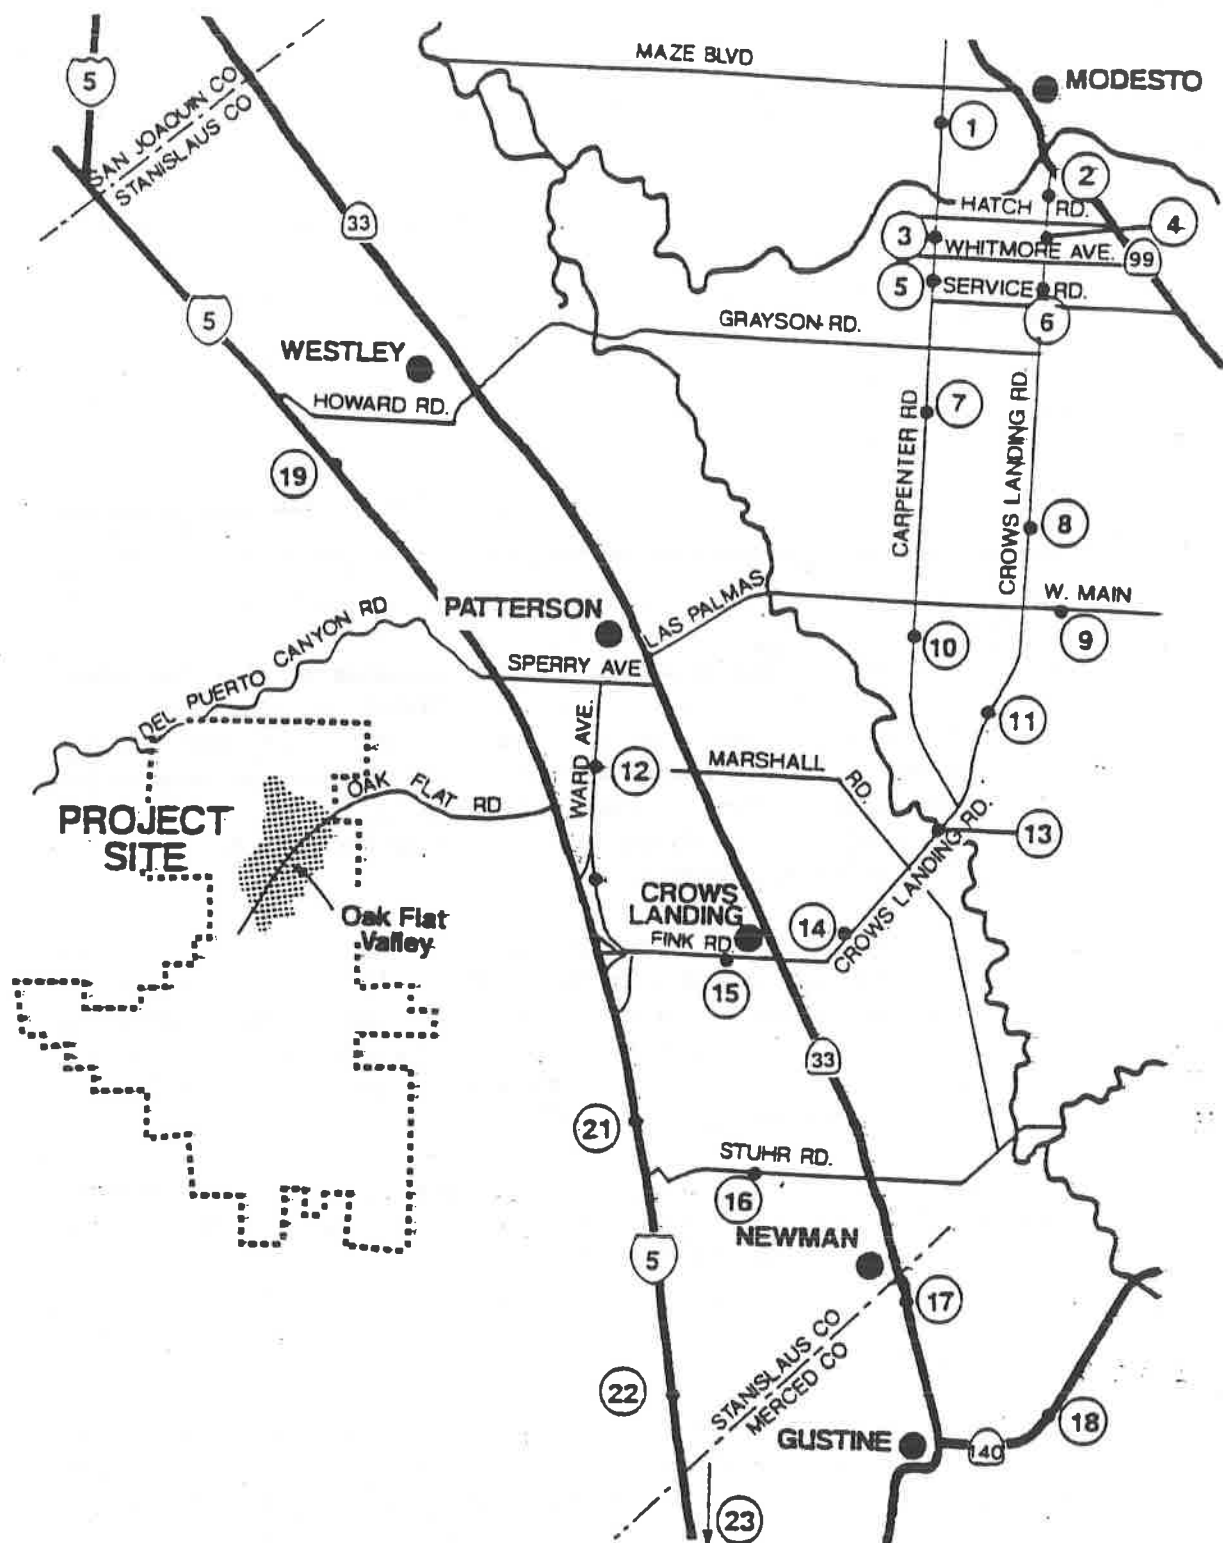 MAZE BLVD
MODESTO
5
SAN JOAQUIN CO
STANISLAUS CO
1
2
33
HATCH RD.
3
4
WHITMORE AVE.
99
5
SERVICE RD.
6
5
GRAYSON RD.
WESTLEY
HOWARD RD.
7
CARPENTER RD
CROWS LANDING RD.
19
8
W. MAIN
9
PATTERSON
LAS PALMAS
10
SPERRY AVE
DEL PUERTO CANYON RD
11
WARD AVE.
12
MARSHALL RD.
OAK FLAT RD
PROJECT
SITE
13
CROWS LANDING RD.
Oak Flat
Valley
CROWS
LANDING
14
FINK RD.
15
33
21
STUHR RD.
16
NEWMAN
5
17
STANISLAUS CO
MERCED CO
22
GUSTINE
140
18
23